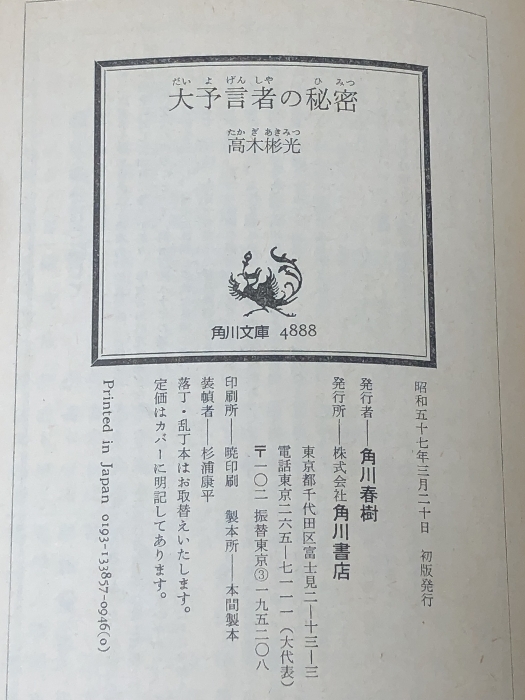 だいよげんしや ひみつ
大予言者の秘密
たかぎあきみつ
高木彬光
角川文庫 4888
昭和五十七年三月二十日 初版発行
発行者――角川春樹
発行所――株式会社角川書店
東京都千代田区富士見二―十三―三
電話東京二六五―七一一一(大代表)
〒一〇二 振替東京③一九五二〇八
印刷所――暁印刷 製本所――本間製本
装幀者――杉浦康平
落丁・乱丁本はお取替えいたします。
定価はカバーに明記してあります。
Printed in Japan 0193-133857-0946(0)